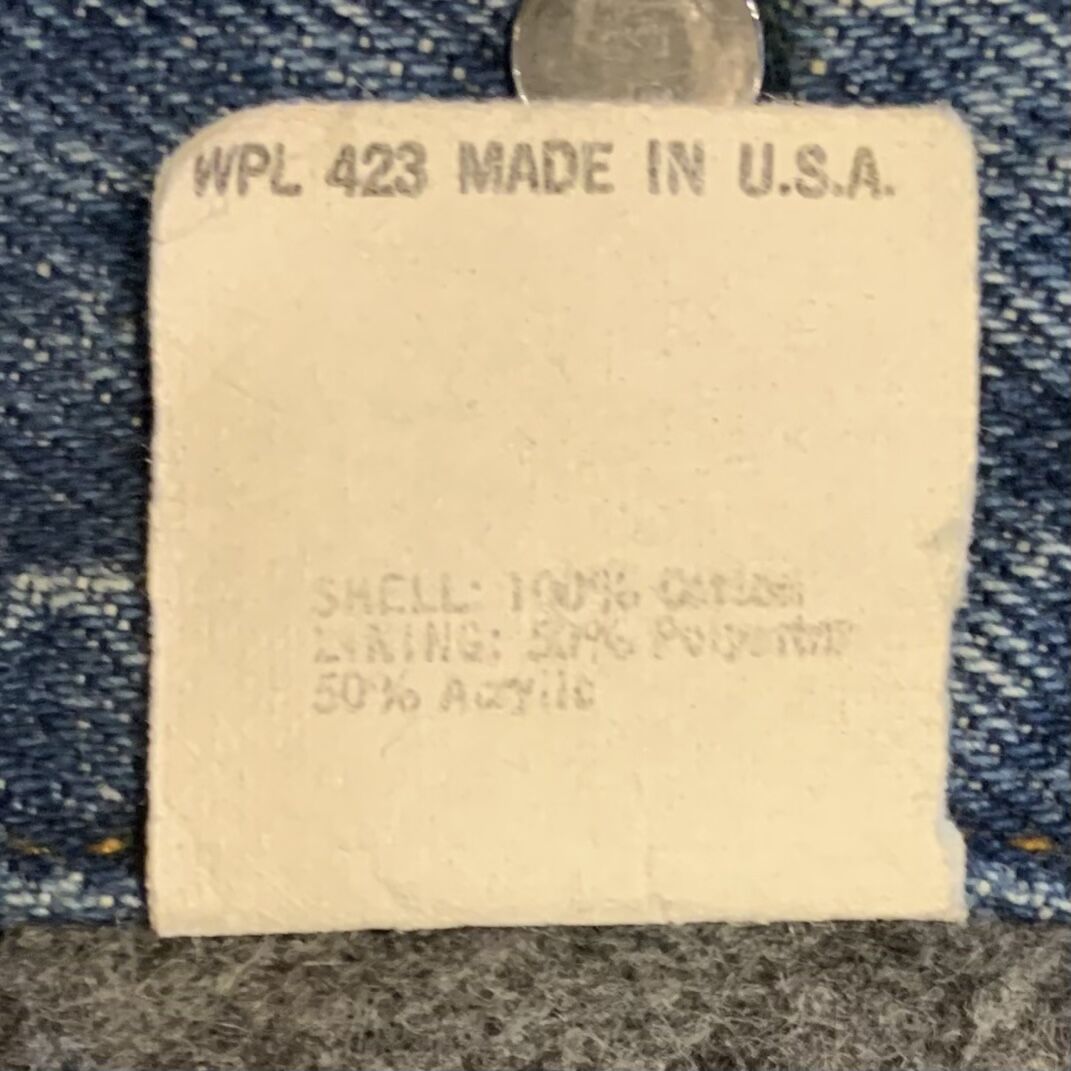 WPL 423 MADE IN U.S.A.
SHELL: 100% Cotton
LINING: 50% Polyester
50% Acrylic